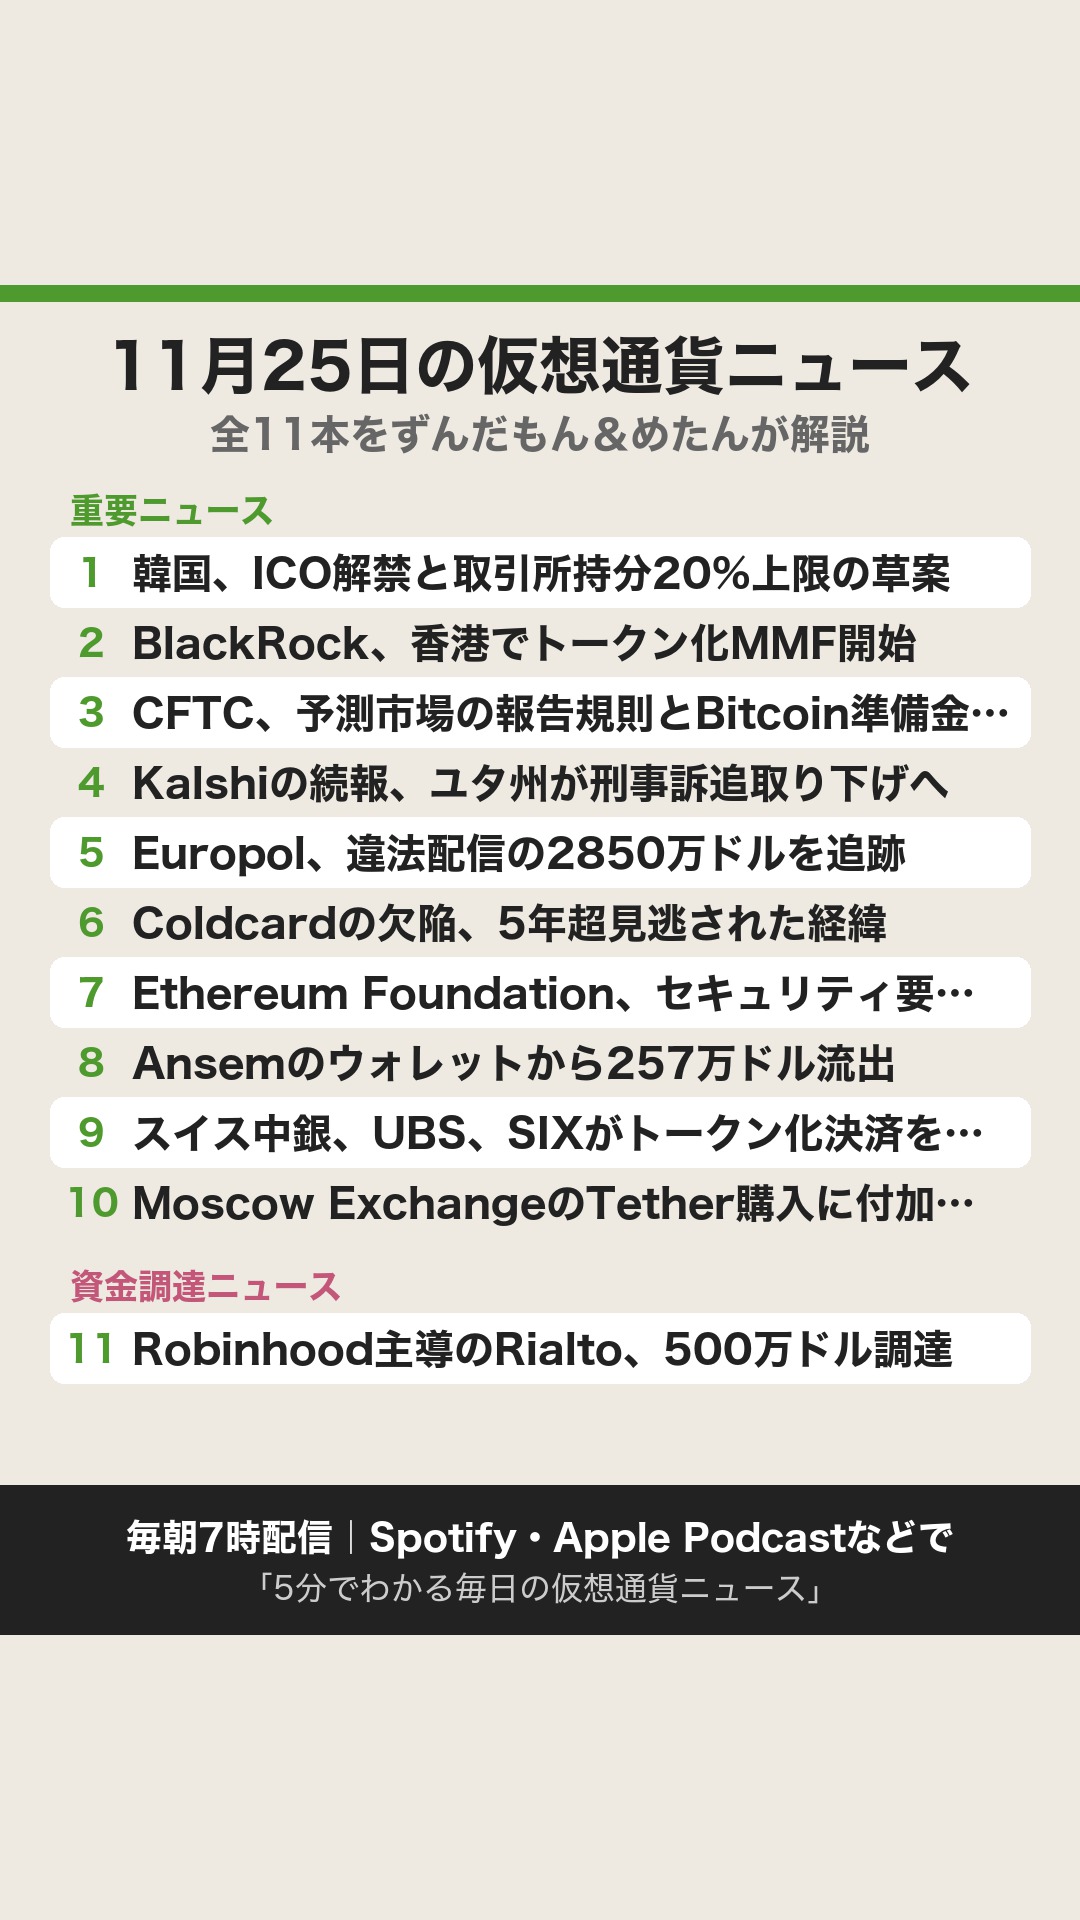 11月25日の仮想通貨ニュース
全11本をずんだもん＆めたんが解説
重要ニュース
1 韓国、ICO解禁と取引所持分20%上限の草案
2 BlackRock、香港でトークン化MMF開始
3 CFTC、予測市場の報告規則とBitcoin準備金…
4 Kalshiの続報、ユタ州が刑事訴追取り下げへ
5 Europol、違法配信の2850万ドルを追跡
6 Coldcardの欠陥、5年超見逃された経緯
7 Ethereum Foundation、セキュリティ要…
8 Ansemのウォレットから257万ドル流出
9 スイス中銀、UBS、SIXがトークン化決済を…
10 Moscow ExchangeのTether購入に付加…
資金調達ニュース
11 Robinhood主導のRialto、500万ドル調達
毎朝7時配信｜Spotify・Apple Podcastなどで
「5分でわかる毎日の仮想通貨ニュース」